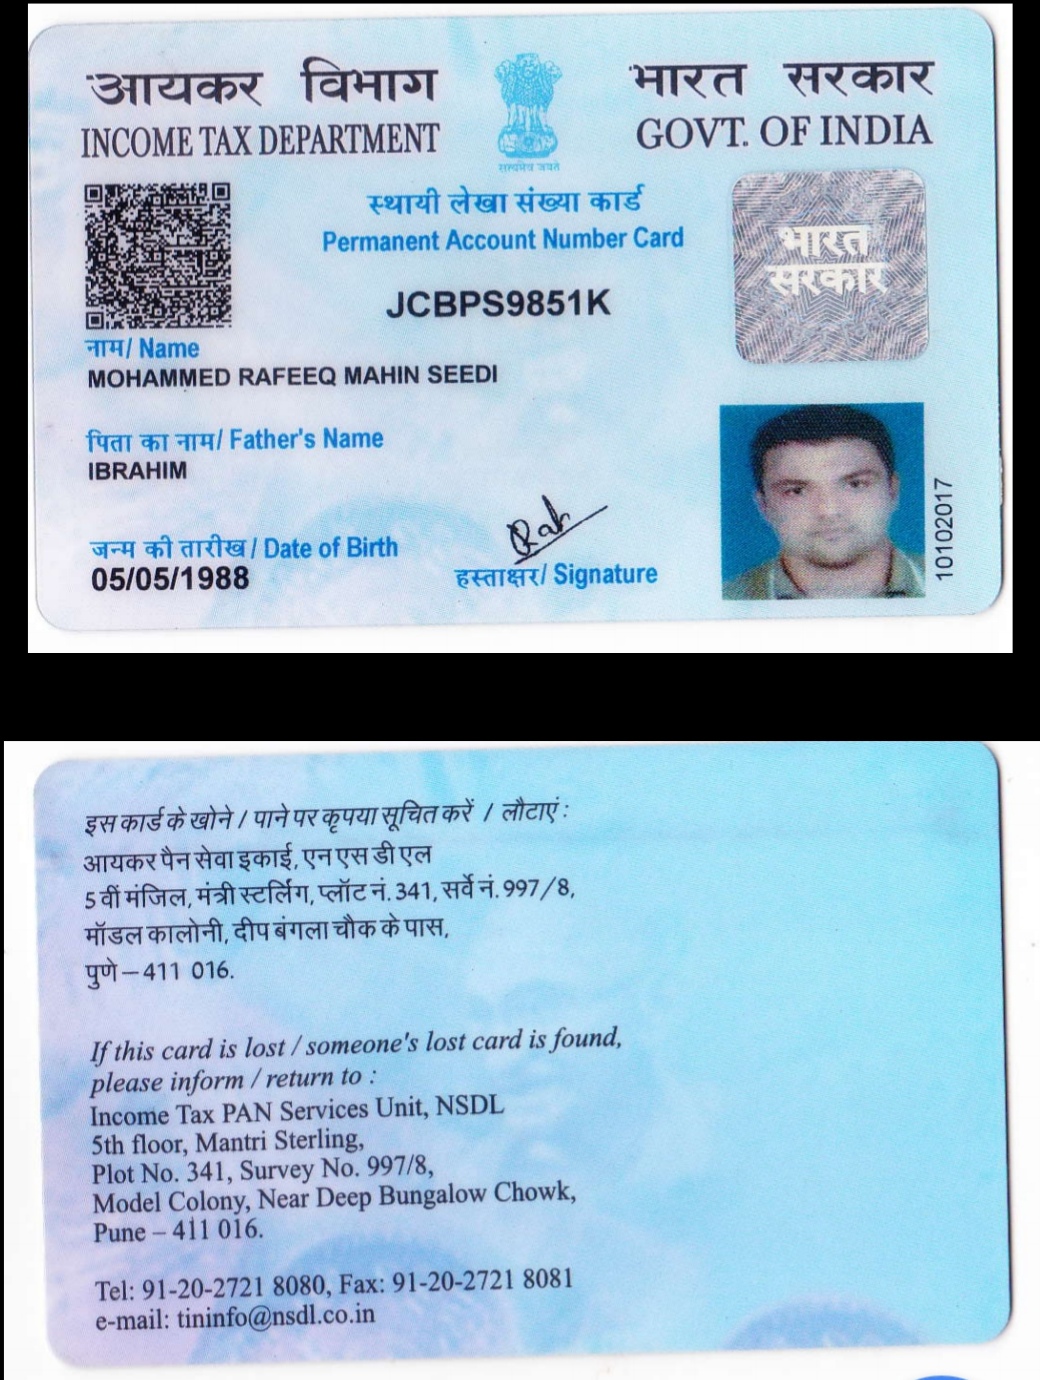 आयकर विभाग
INCOME TAX DEPARTMENT
सत्यमेव जयते
भारत सरकार
GOVT. OF INDIA
स्थायी लेखा संख्या कार्ड
Permanent Account Number Card
JCBPS9851K
भारत
सरकार
नाम/ Name
MOHAMMED RAFEEQ MAHIN SEEDI
पिता का नाम/ Father's Name
IBRAHIM
जन्म की तारीख / Date of Birth
05/05/1988
हस्ताक्षर/ Signature
10102017
इस कार्ड के खोने / पाने पर कृपया सूचित करें / लौटाएं :
आयकर पैन सेवा इकाई, एन एस डी एल
5 वीं मंजिल, मंत्री स्टर्लिंग, प्लॉट नं. 341, सर्वे नं. 997/8,
मॉडल कालोनी, दीप बंगला चौक के पास,
पुणे – 411 016.
If this card is lost / someone's lost card is found,
please inform / return to :
Income Tax PAN Services Unit, NSDL
5th floor, Mantri Sterling,
Plot No. 341, Survey No. 997/8,
Model Colony, Near Deep Bungalow Chowk,
Pune – 411 016.
Tel: 91-20-2721 8080, Fax: 91-20-2721 8081
e-mail: tininfo@nsdl.co.in